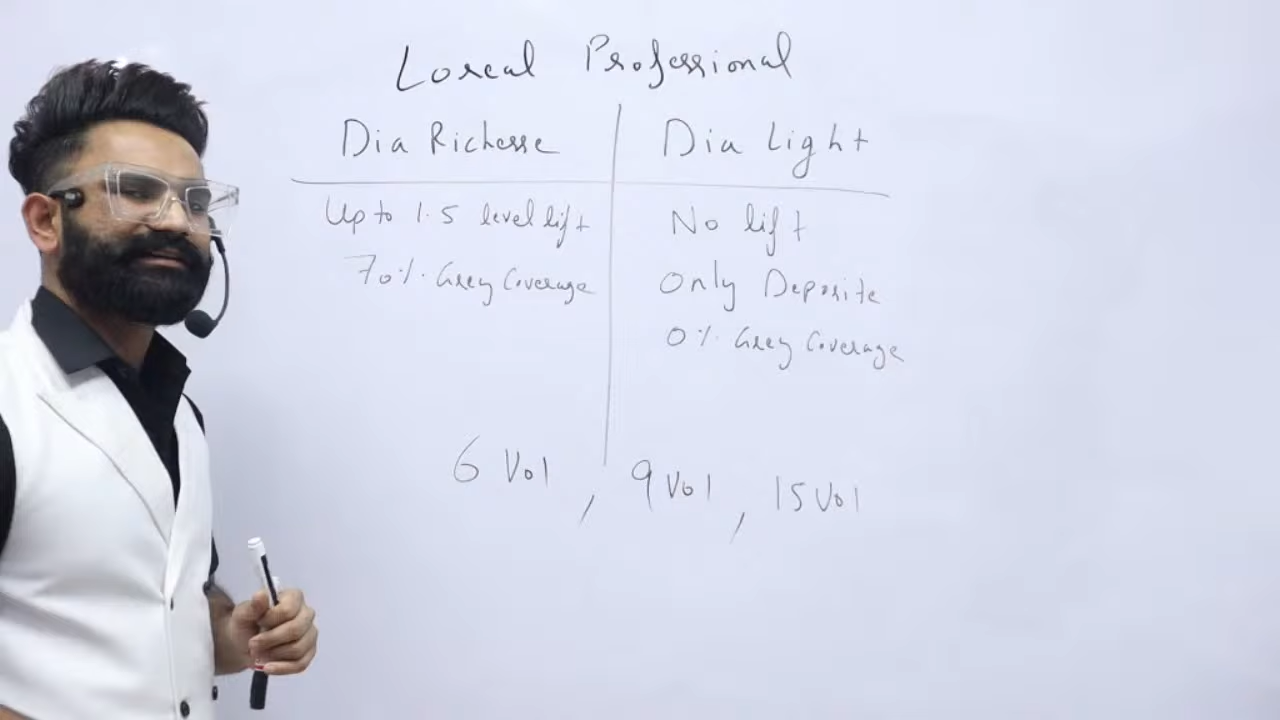 Loreal Professional
Dia Richesse
Dia Light
Up to 1.5 level lift
70% Grey Coverage
No lift
Only Deposite
0% Grey Coverage
6 Vol , 9 Vol , 15 Vol